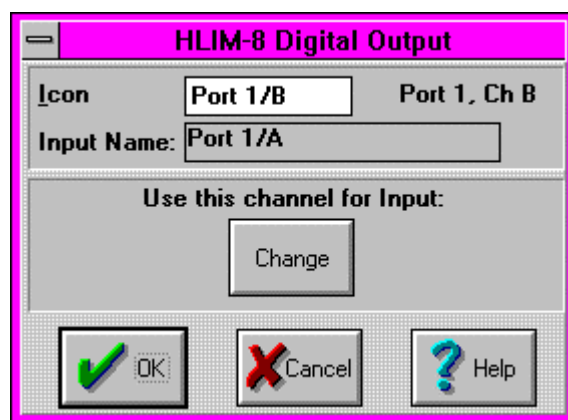 HLIM-8 Digital Output
Icon Port 1/B Port 1, Ch B
Input Name: Port 1/A
Use this channel for Input:
Change
OK Cancel Help